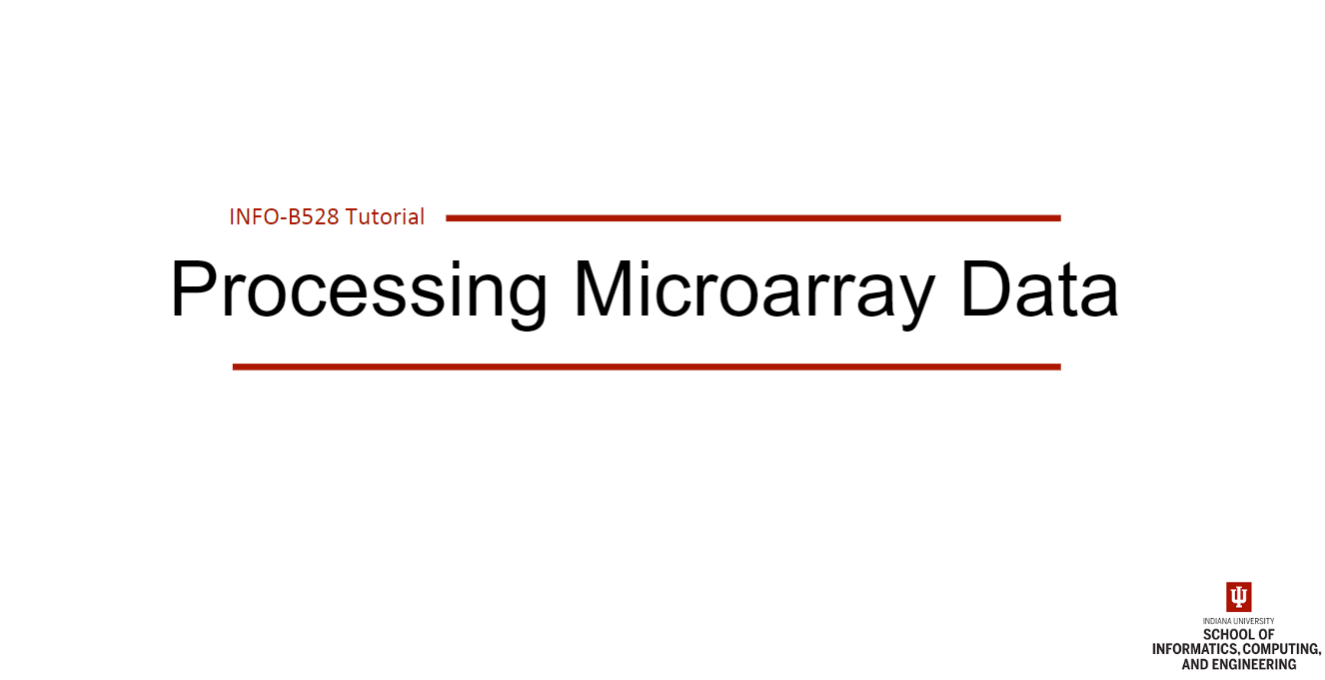 INFO-B528 Tutorial
Processing Microarray Data
INDIANA UNIVERSITY
SCHOOL OF
INFORMATICS, COMPUTING,
AND ENGINEERING